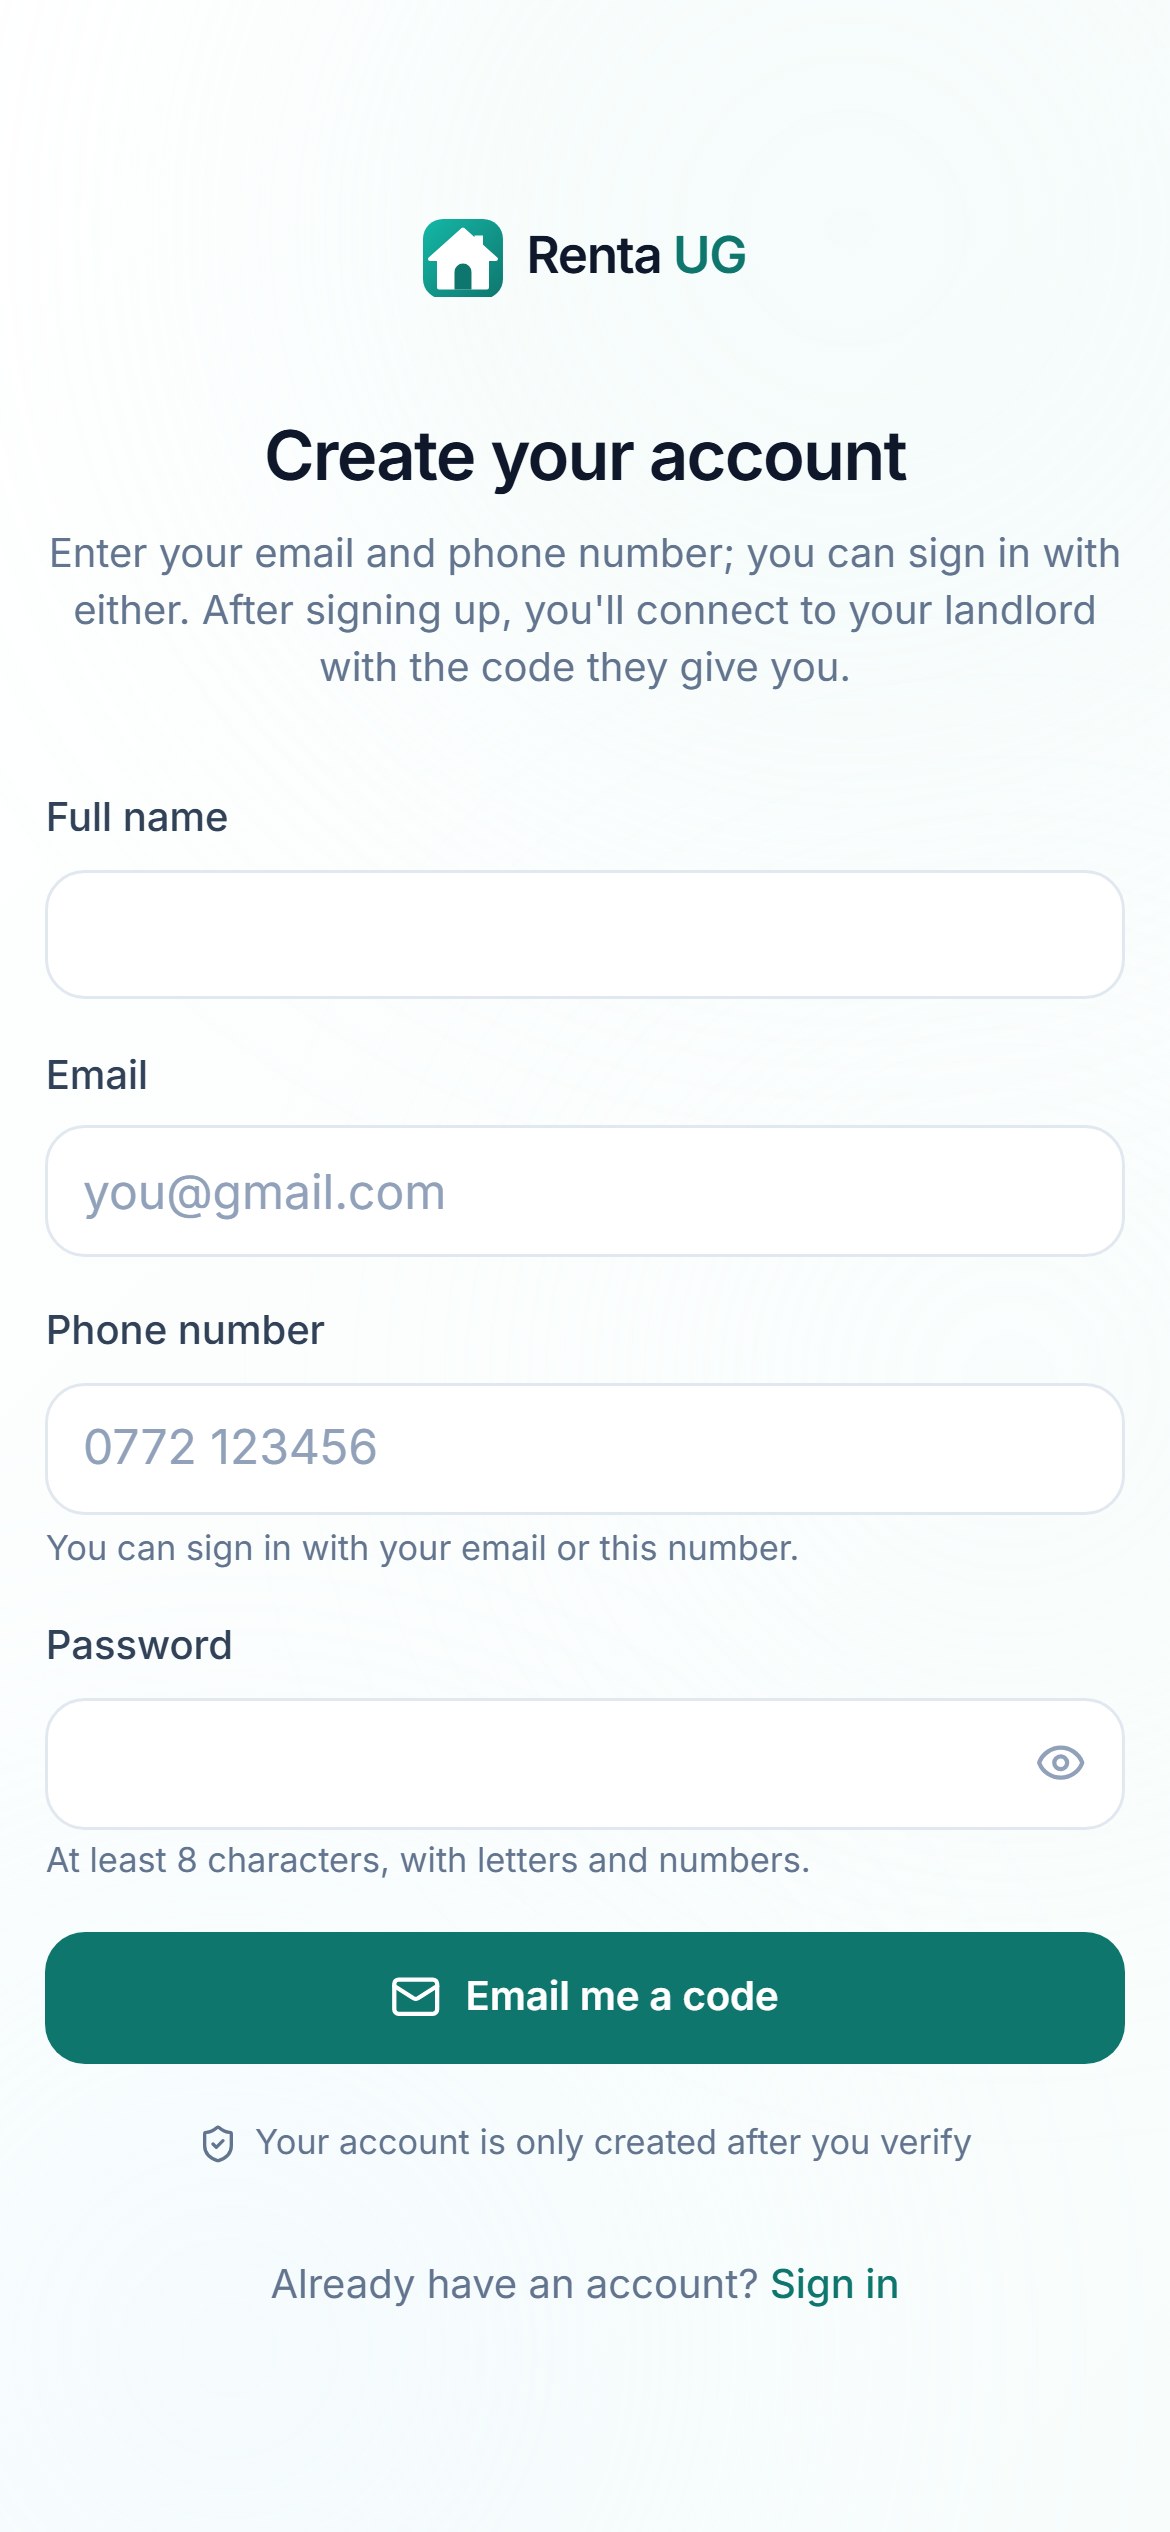 Renta UG
Create your account
Enter your email and phone number; you can sign in with
either. After signing up, you'll connect to your landlord
with the code they give you.
Full name
Email
you@gmail.com
Phone number
0772 123456
You can sign in with your email or this number.
Password
At least 8 characters, with letters and numbers.
Email me a code
Your account is only created after you verify
Already have an account? Sign in